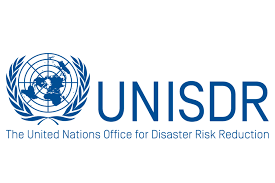 UNISDR
The United Nations Office for Disaster Risk Reduction